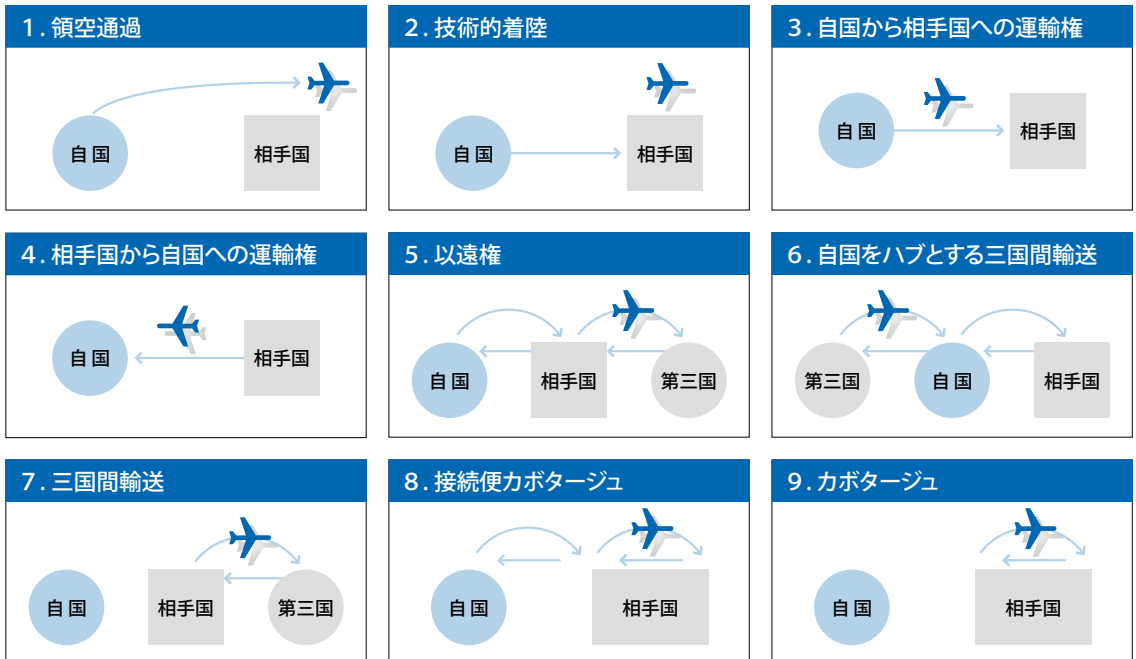 1.領空通過
自国
相手国
2.技術的着陸
自国
相手国
3.自国から相手国への運輸権
自国
相手国
4.相手国から自国への運輸権
自国
相手国
5.以遠権
自国
相手国
第三国
6.自国をハブとする三国間輸送
第三国
自国
相手国
7.三国間輸送
自国
相手国
第三国
8.接続便カボタージュ
自国
相手国
9.カボタージュ
自国
相手国